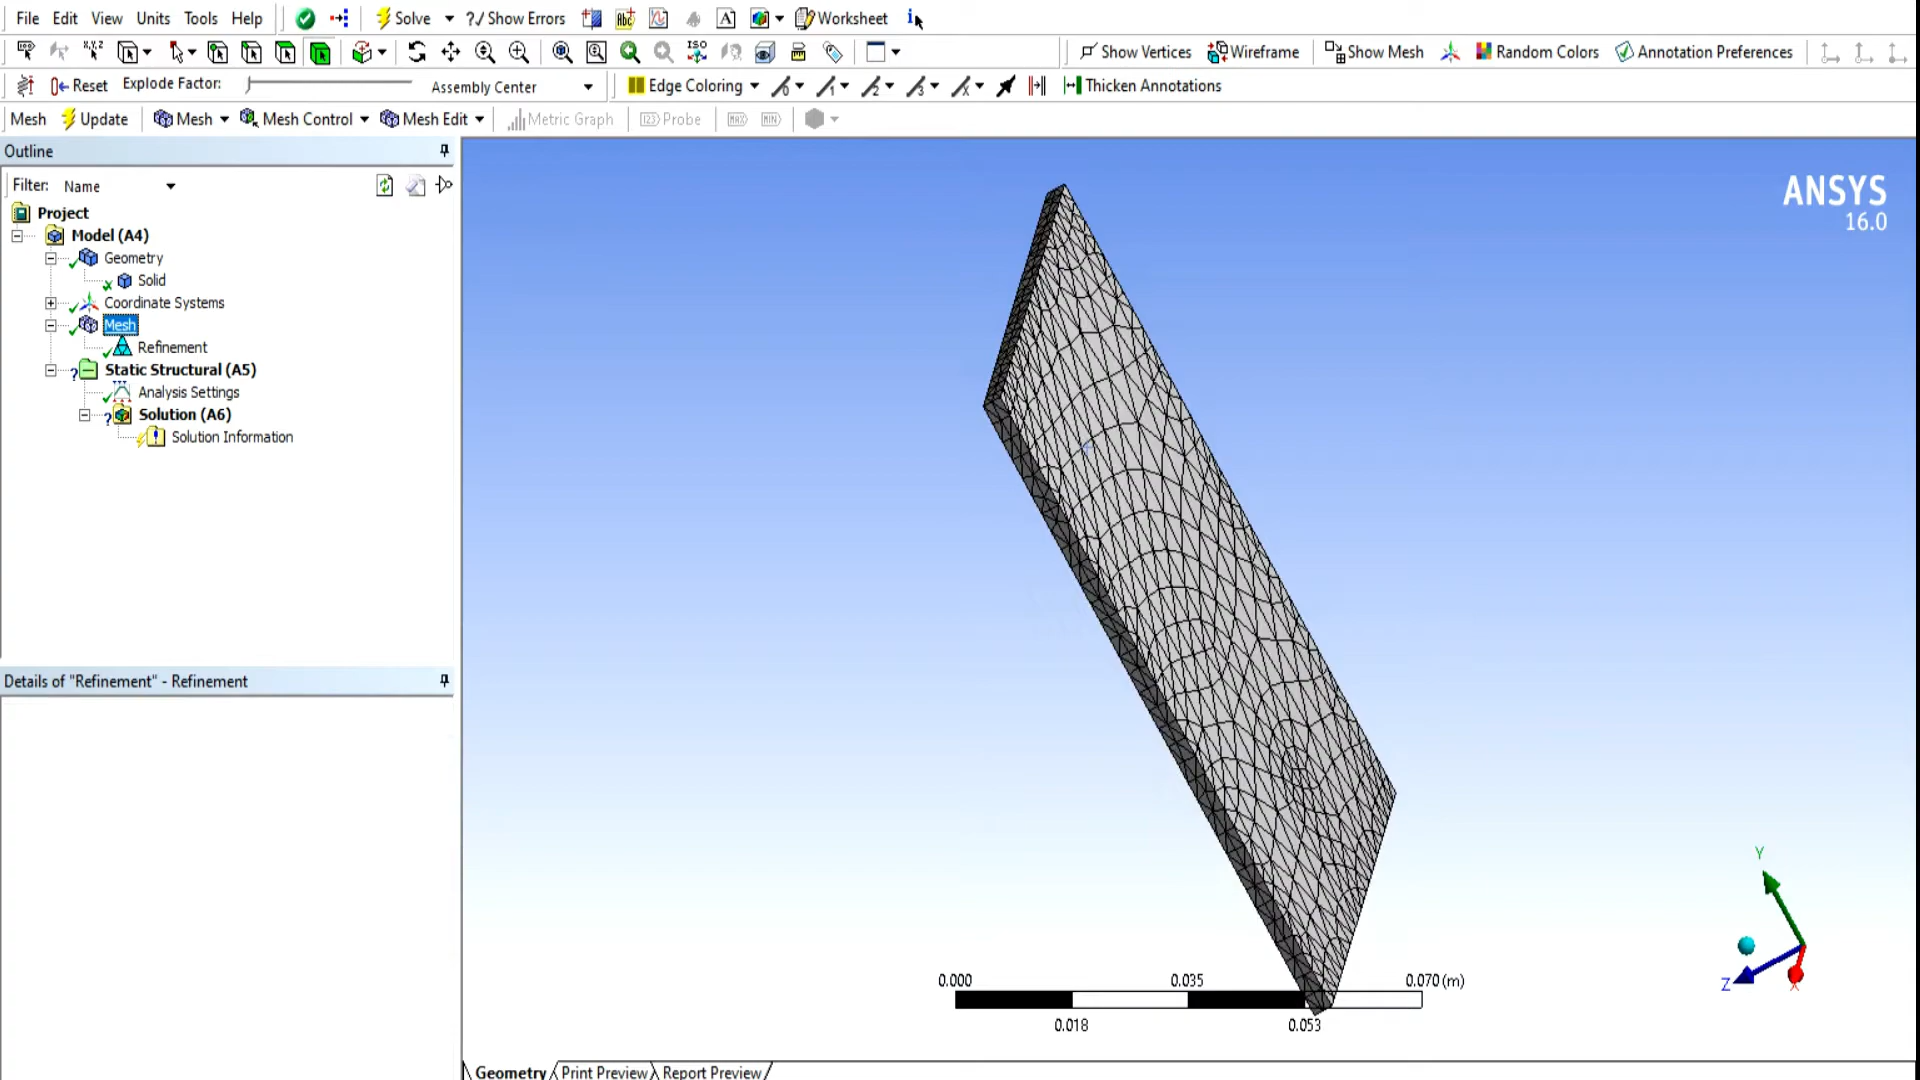 File Edit View Units Tools Help Solve ?/ Show Errors A Worksheet i
X,Y,Z ISO Show Vertices Wireframe Show Mesh Random Colors Annotation Preferences
Reset Explode Factor: Assembly Center Edge Coloring Thicken Annotations
Mesh Update Mesh Mesh Control Mesh Edit Metric Graph Probe MAX MIN
Outline
Filter: Name
Project
Model (A4)
Geometry
Solid
Coordinate Systems
Mesh
Refinement
Static Structural (A5)
Analysis Settings
Solution (A6)
Solution Information
Details of "Refinement" - Refinement
ANSYS
16.0
Y
Z
X
0.000 0.035 0.070 (m)
0.018 0.053
Geometry Print Preview Report Preview